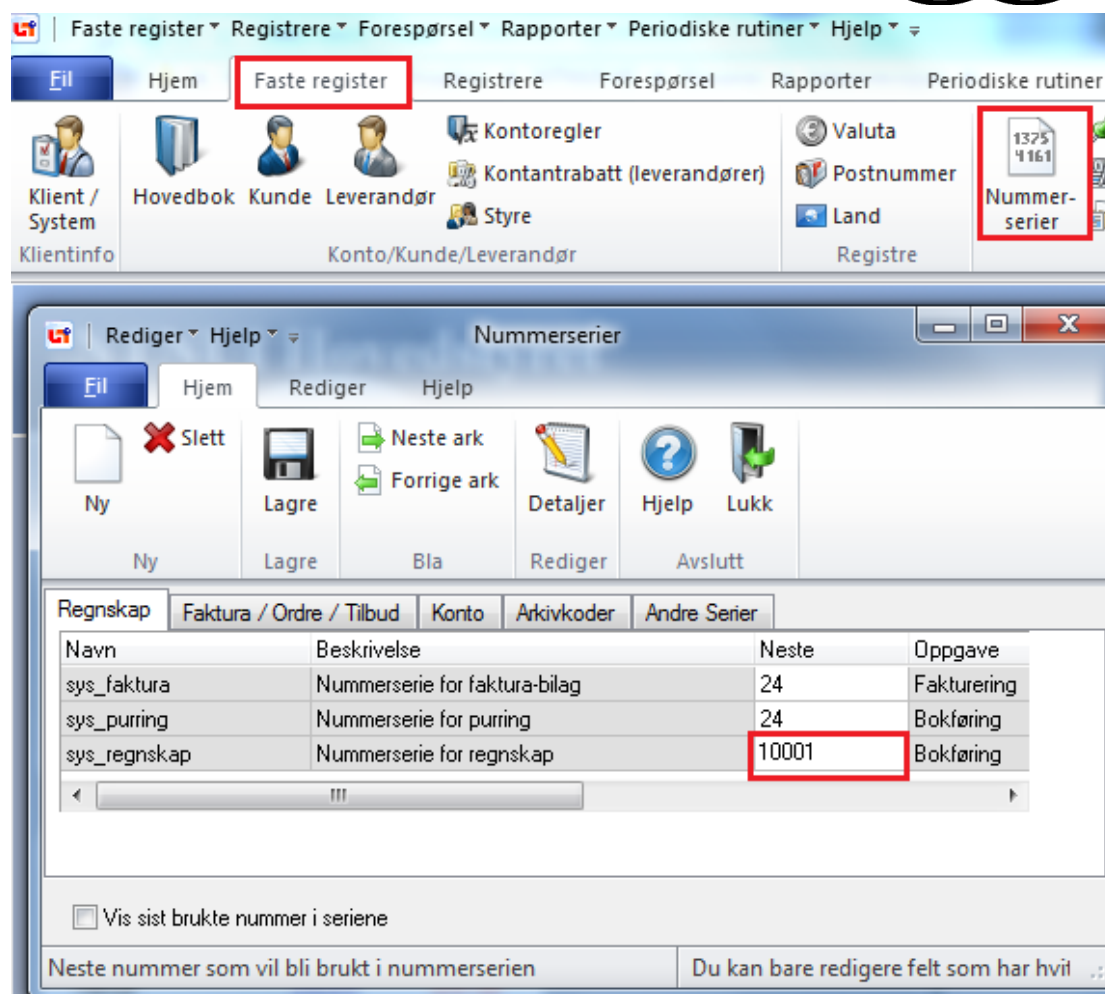 Faste register Registrere Forespørsel Rapporter Periodiske rutiner Hjelp
Fil Hjem Faste register Registrere Forespørsel Rapporter Periodiske rutiner
Klient / System
Hovedbok
Kunde
Leverandør
Kontoregler
Kontantrabatt (leverandører)
Styre
Valuta
Postnummer
Land
1375
4161
Nummer-
serier
Klientinfo Konto/Kunde/Leverandør Registre
Rediger Hjelp Nummerserier
Fil Hjem Rediger Hjelp
Ny
Slett
Lagre
Neste ark
Forrige ark
Detaljer
Hjelp
Lukk
Ny Lagre Bla Rediger Avslutt
Regnskap Faktura / Ordre / Tilbud Konto Arkivkoder Andre Serier
Navn Beskrivelse Neste Oppgave
sys_faktura Nummerserie for faktura-bilag 24 Fakturering
sys_purring Nummerserie for purring 24 Bokføring
sys_regnskap Nummerserie for regnskap 10001 Bokføring
Vis sist brukte nummer i seriene
Neste nummer som vil bli brukt i nummerserien Du kan bare redigere felt som har hvit